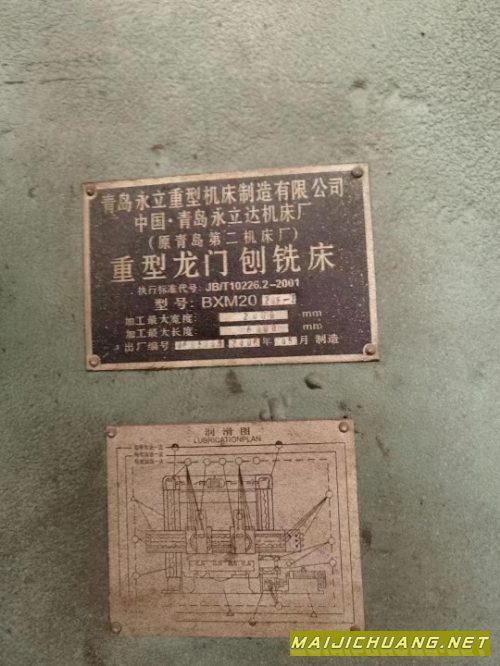 青岛永立重型机床制造有限公司
中国·青岛永立达机床厂
(原青岛第二机床厂)
重型龙门刨铣床
执行标准代号: JB/T10226.2-2001
型号: BXM20
加工最大宽度: 2000 mm
加工最大长度: 6000 mm
出厂编号 年 月 制造
润滑图
LUBRICATIONPLAN
MAIJICHUANG.NET